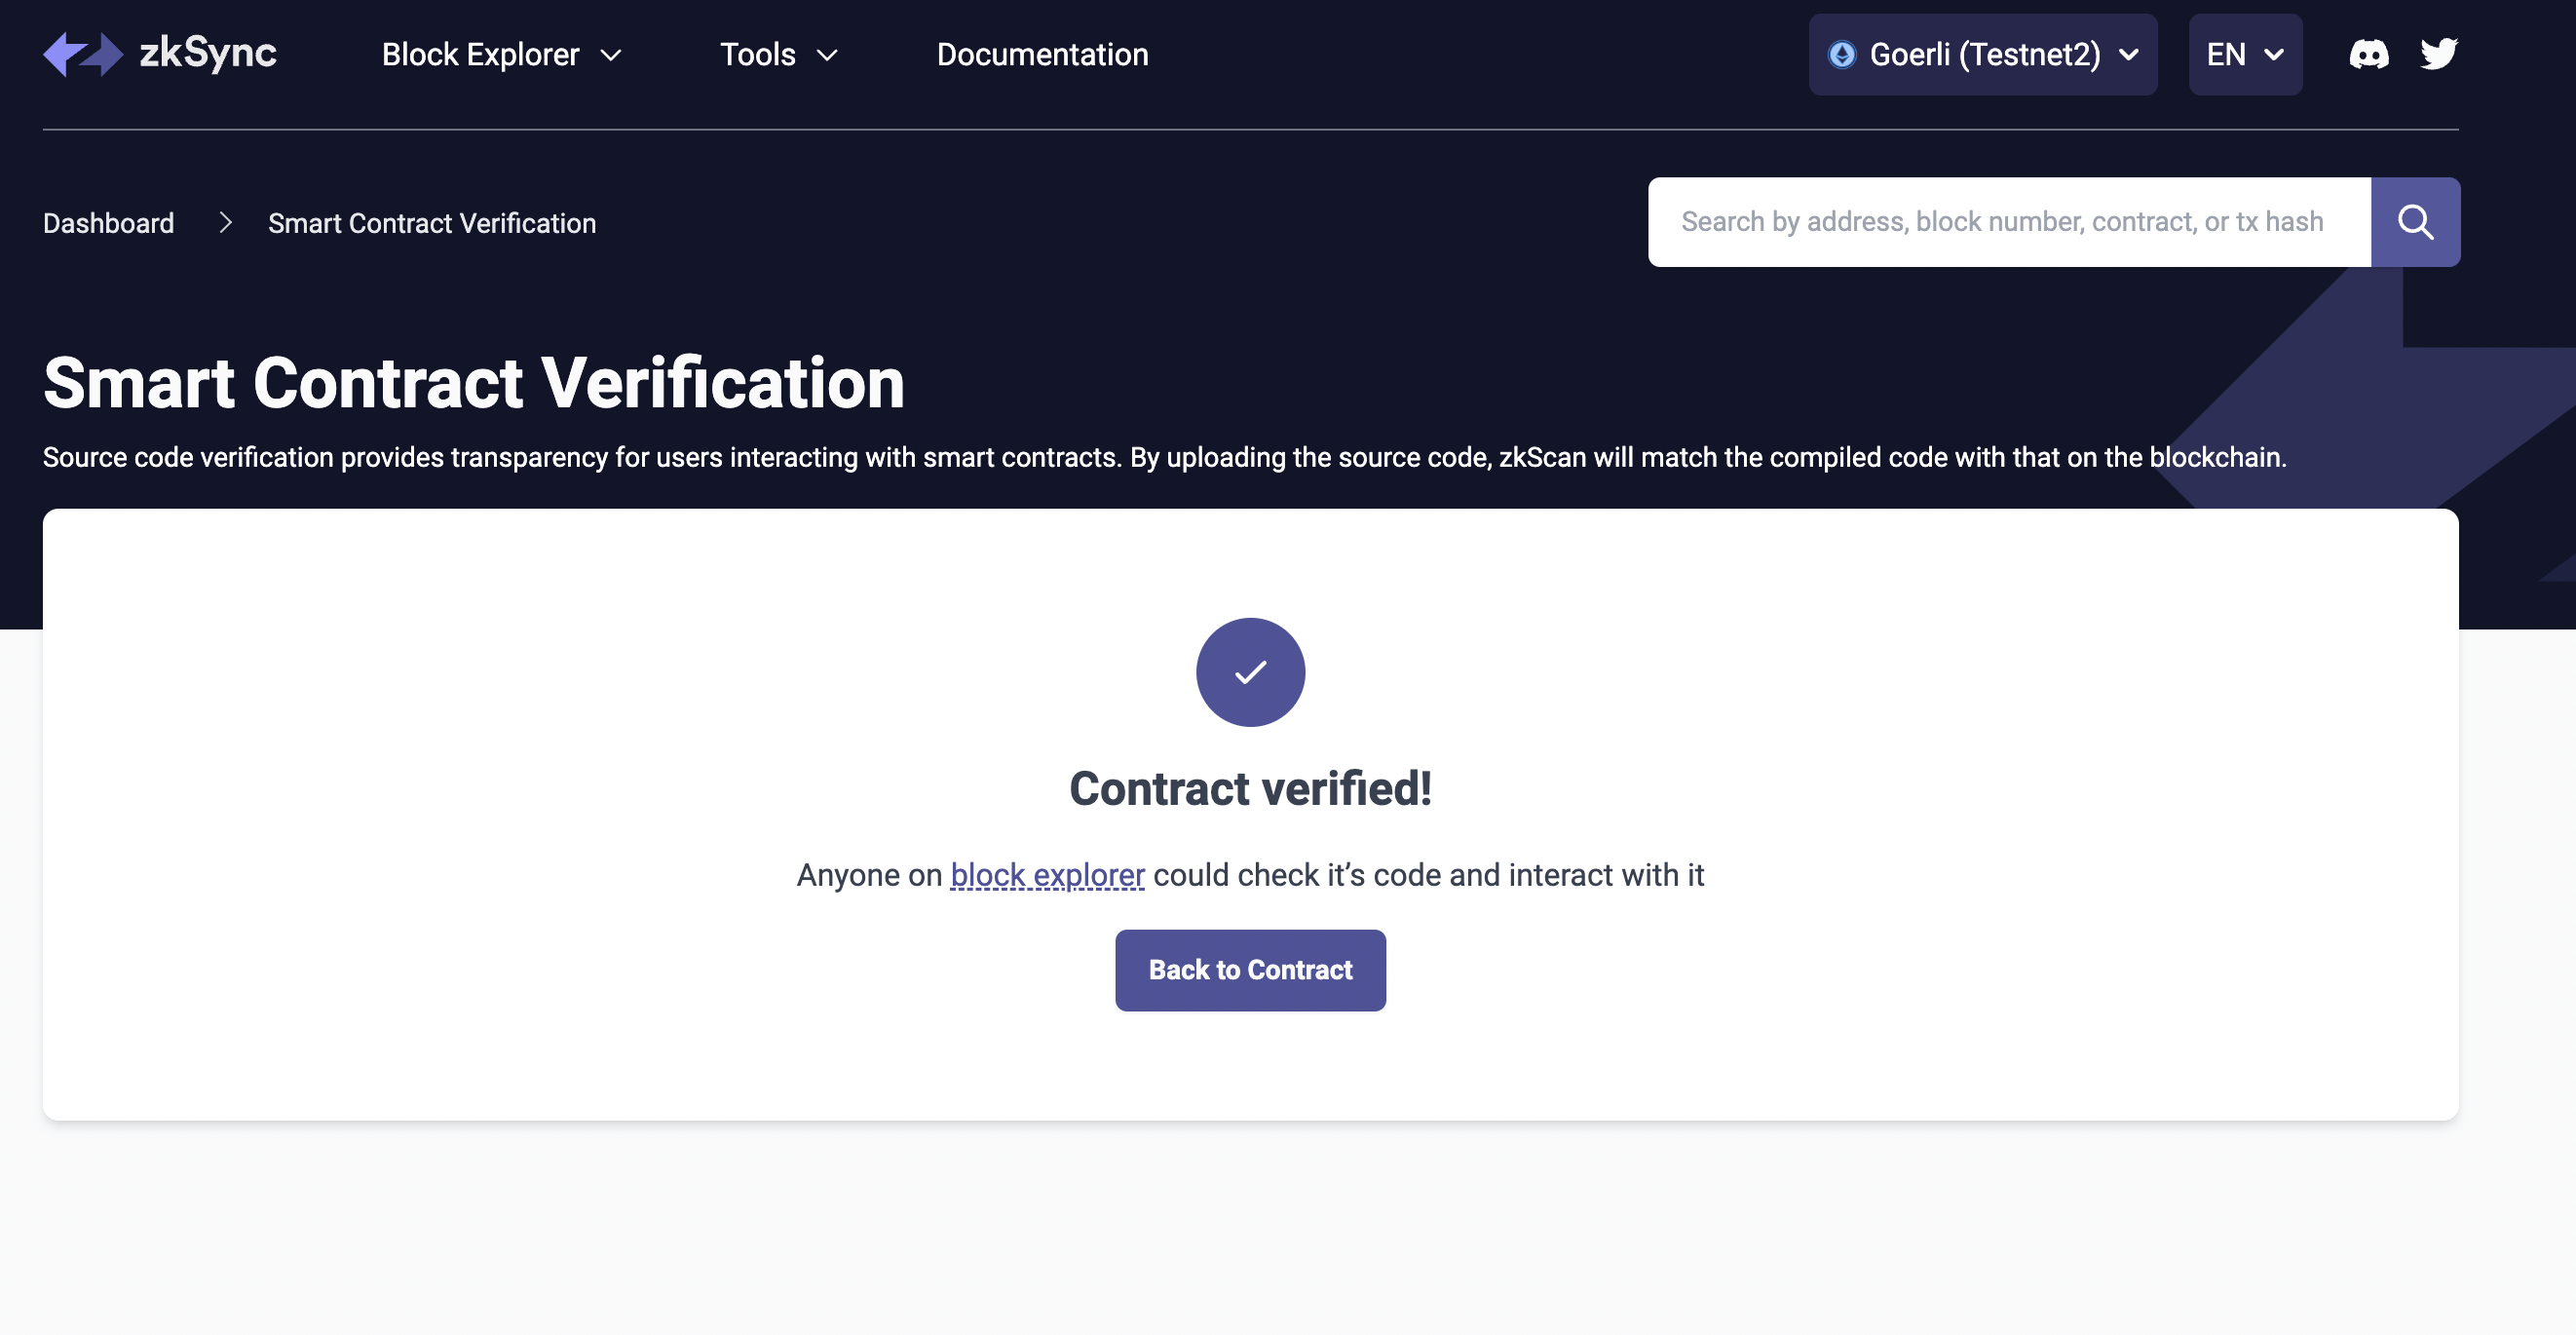 zkSync
Block Explorer
Tools
Documentation
Goerli (Testnet2)
EN
Dashboard
Smart Contract Verification
Search by address, block number, contract, or tx hash
Smart Contract Verification
Source code verification provides transparency for users interacting with smart contracts. By uploading the source code, zkScan will match the compiled code with that on the blockchain.
Contract verified!
Anyone on block explorer could check it’s code and interact with it
Back to Contract